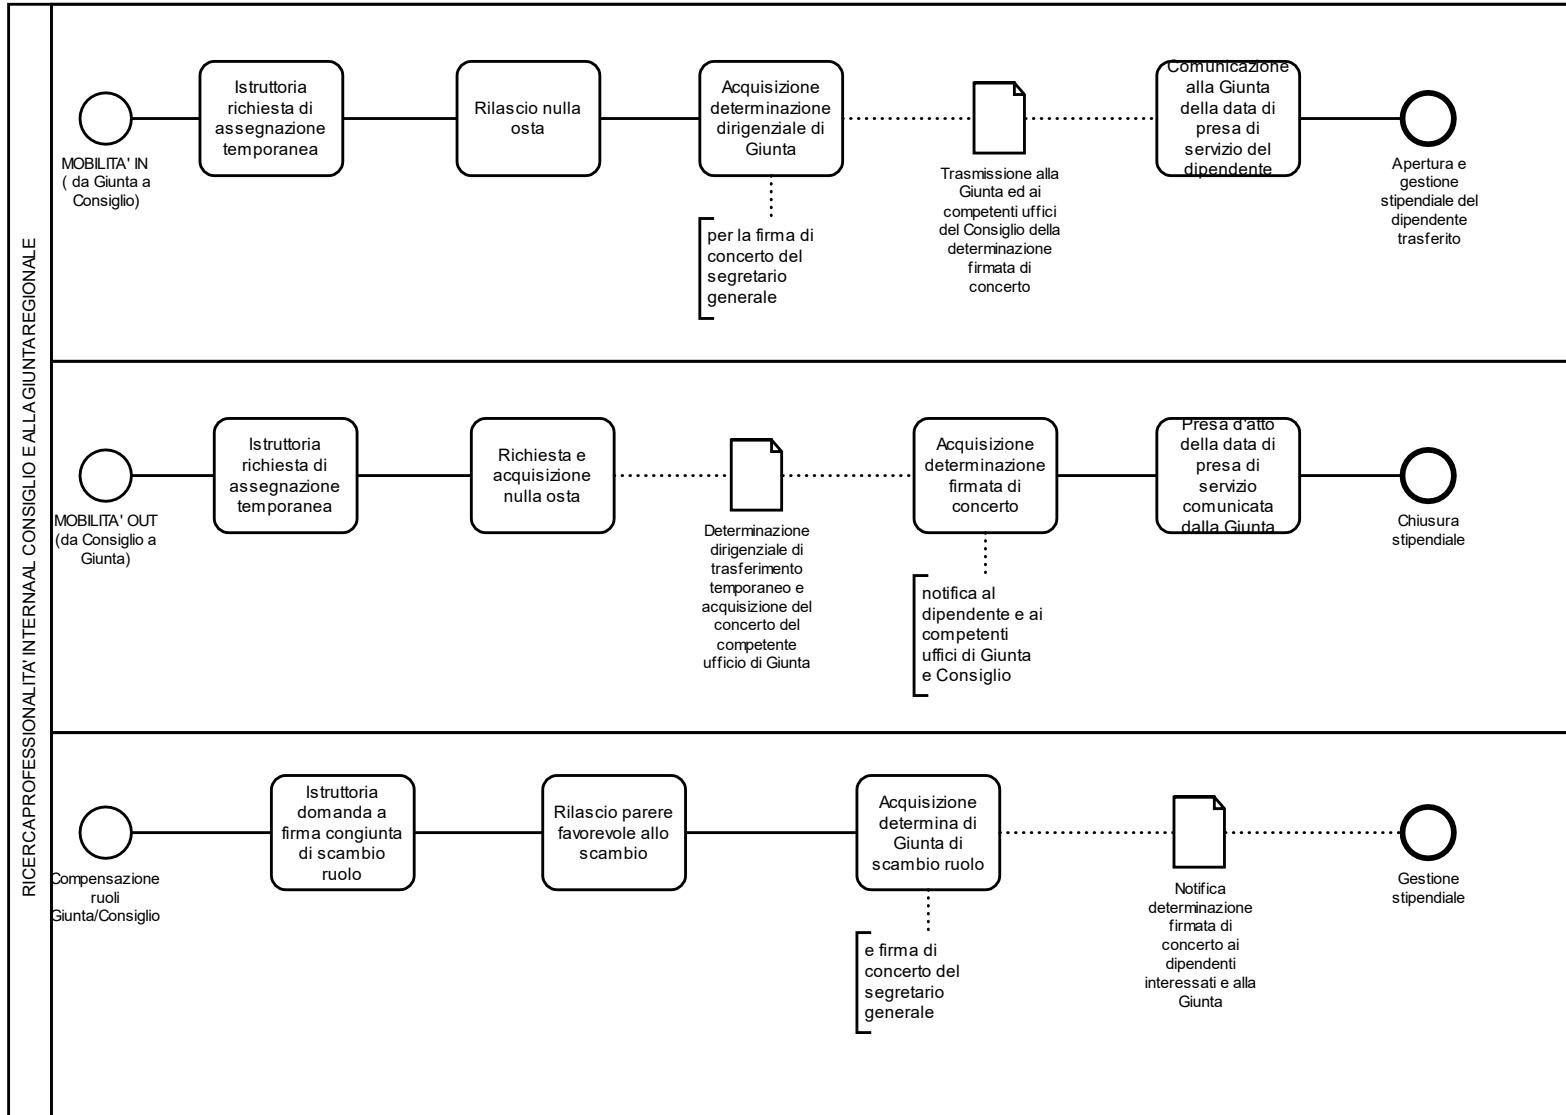 RICERCAPROFESSIONALITA' INTERNAAL CONSIGLIO E ALLAGIUNTAREGIONALE
MOBILITA' IN
( da Giunta a
Consiglio)
Istruttoria
richiesta di
assegnazione
temporanea
Rilascio nulla
osta
Acquisizione
determinazione
dirigenziale di
Giunta
per la firma di
concerto del
segretario
generale
Trasmissione alla
Giunta ed ai
competenti uffici
del Consiglio della
determinazione
firmata di
concerto
Comunicazione
alla Giunta
della data di
presa di
servizio del
dipendente
Apertura e
gestione
stipendiale del
dipendente
trasferito
MOBILITA' OUT
(da Consiglio a
Giunta)
Istruttoria
richiesta di
assegnazione
temporanea
Richiesta e
acquisizione
nulla osta
Determinazione
dirigenziale di
trasferimento
temporaneo e
acquisizione del
concerto del
competente
ufficio di Giunta
Acquisizione
determinazione
firmata di
concerto
notifica al
dipendente e ai
competenti
uffici di Giunta
e Consiglio
Presa d'atto
della data di
presa di
servizio
comunicata
dalla Giunta
Chiusura
stipendiale
Compensazione
ruoli
Giunta/Consiglio
Istruttoria
domanda a
firma congiunta
di scambio
ruolo
Rilascio parere
favorevole allo
scambio
Acquisizione
determina di
Giunta di
scambio ruolo
e firma di
concerto del
segretario
generale
Notifica
determinazione
firmata di
concerto ai
dipendenti
interessati e alla
Giunta
Gestione
stipendiale